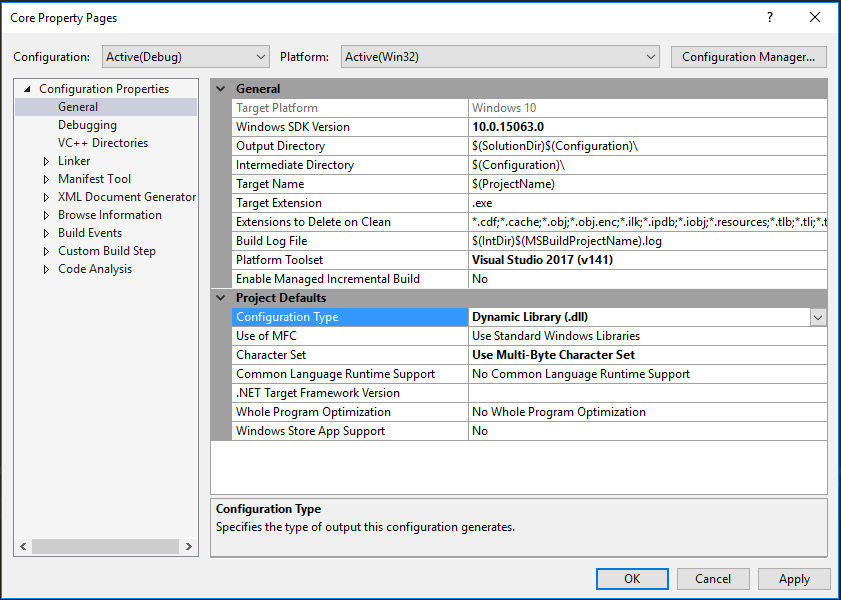 Core Property Pages
?
Configuration: Active(Debug) Platform: Active(Win32) Configuration Manager...
Configuration Properties
General
Debugging
VC++ Directories
Linker
Manifest Tool
XML Document Generator
Browse Information
Build Events
Custom Build Step
Code Analysis
General
Target Platform Windows 10
Windows SDK Version 10.0.15063.0
Output Directory $(SolutionDir)$(Configuration)\
Intermediate Directory $(Configuration)\
Target Name $(ProjectName)
Target Extension .exe
Extensions to Delete on Clean *.cdf;*.cache;*.obj;*.obj.enc;*.ilk;*.ipdb;*.iobj;*.resources;*.tlb;*.tli;*.t
Build Log File $(IntDir)$(MSBuildProjectName).log
Platform Toolset Visual Studio 2017 (v141)
Enable Managed Incremental Build No
Project Defaults
Configuration Type Dynamic Library (.dll)
Use of MFC Use Standard Windows Libraries
Character Set Use Multi-Byte Character Set
Common Language Runtime Support No Common Language Runtime Support
.NET Target Framework Version
Whole Program Optimization No Whole Program Optimization
Windows Store App Support No
Configuration Type
Specifies the type of output this configuration generates.
OK Cancel Apply